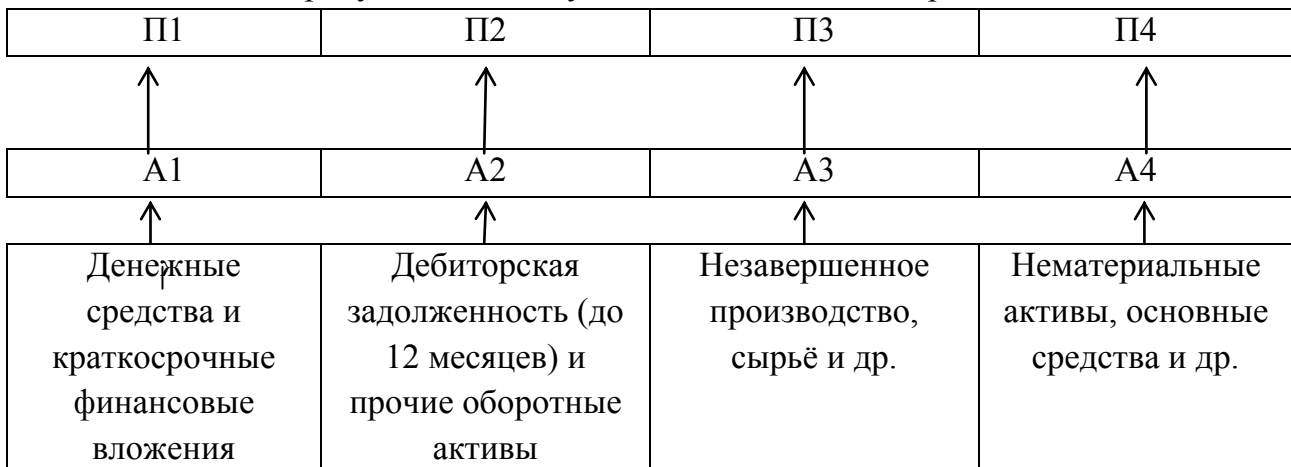 П1 П2 П3 П4
А1 А2 А3 А4
Денежные
средства и
краткосрочные
финансовые
вложения
Дебиторская
задолженность (до
12 месяцев) и
прочие оборотные
активы
Незавершенное
производство,
сырьё и др.
Нематериальные
активы, основные
средства и др.